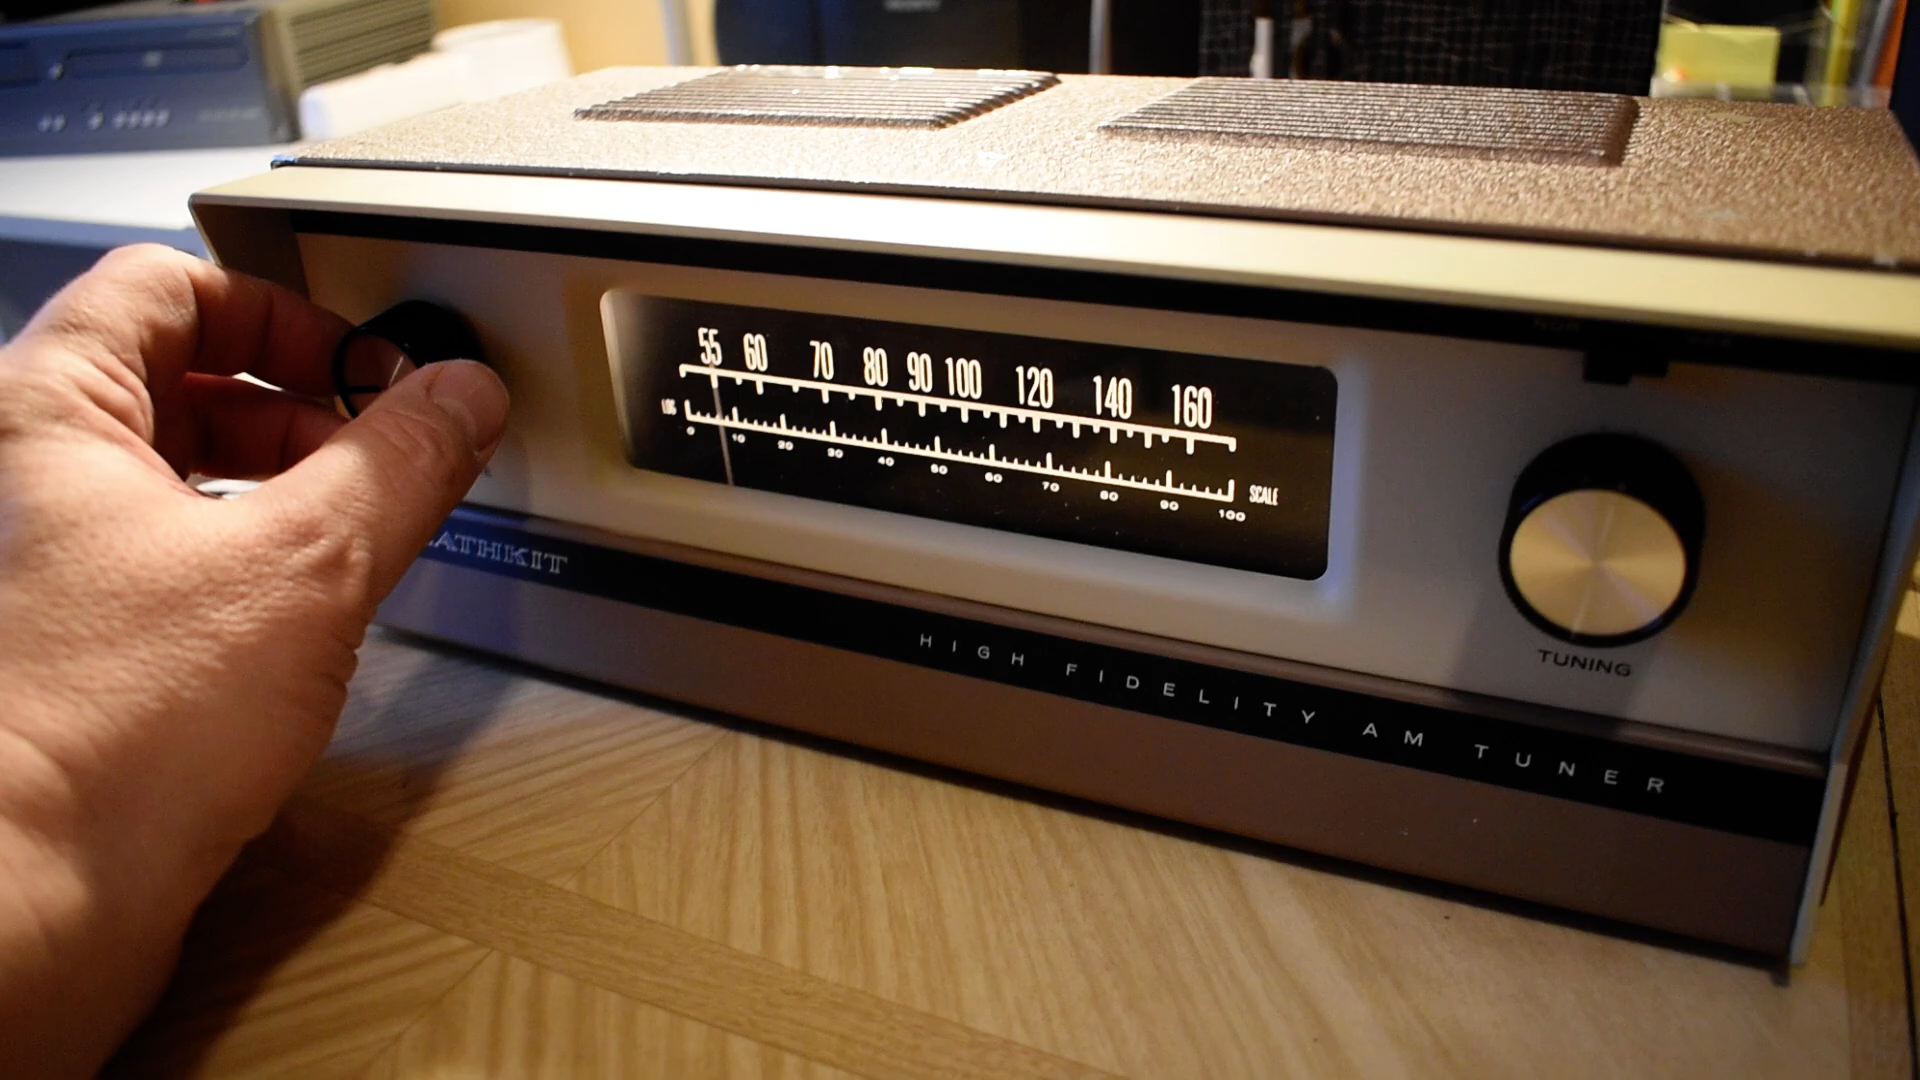 55 60 70 80 90 100 120 140 160
LOG
0 10 20 30 40 50 60 70 80 90 100
SCALE
TUNING
ATHKIT
HIGH FIDELITY AM TUNER